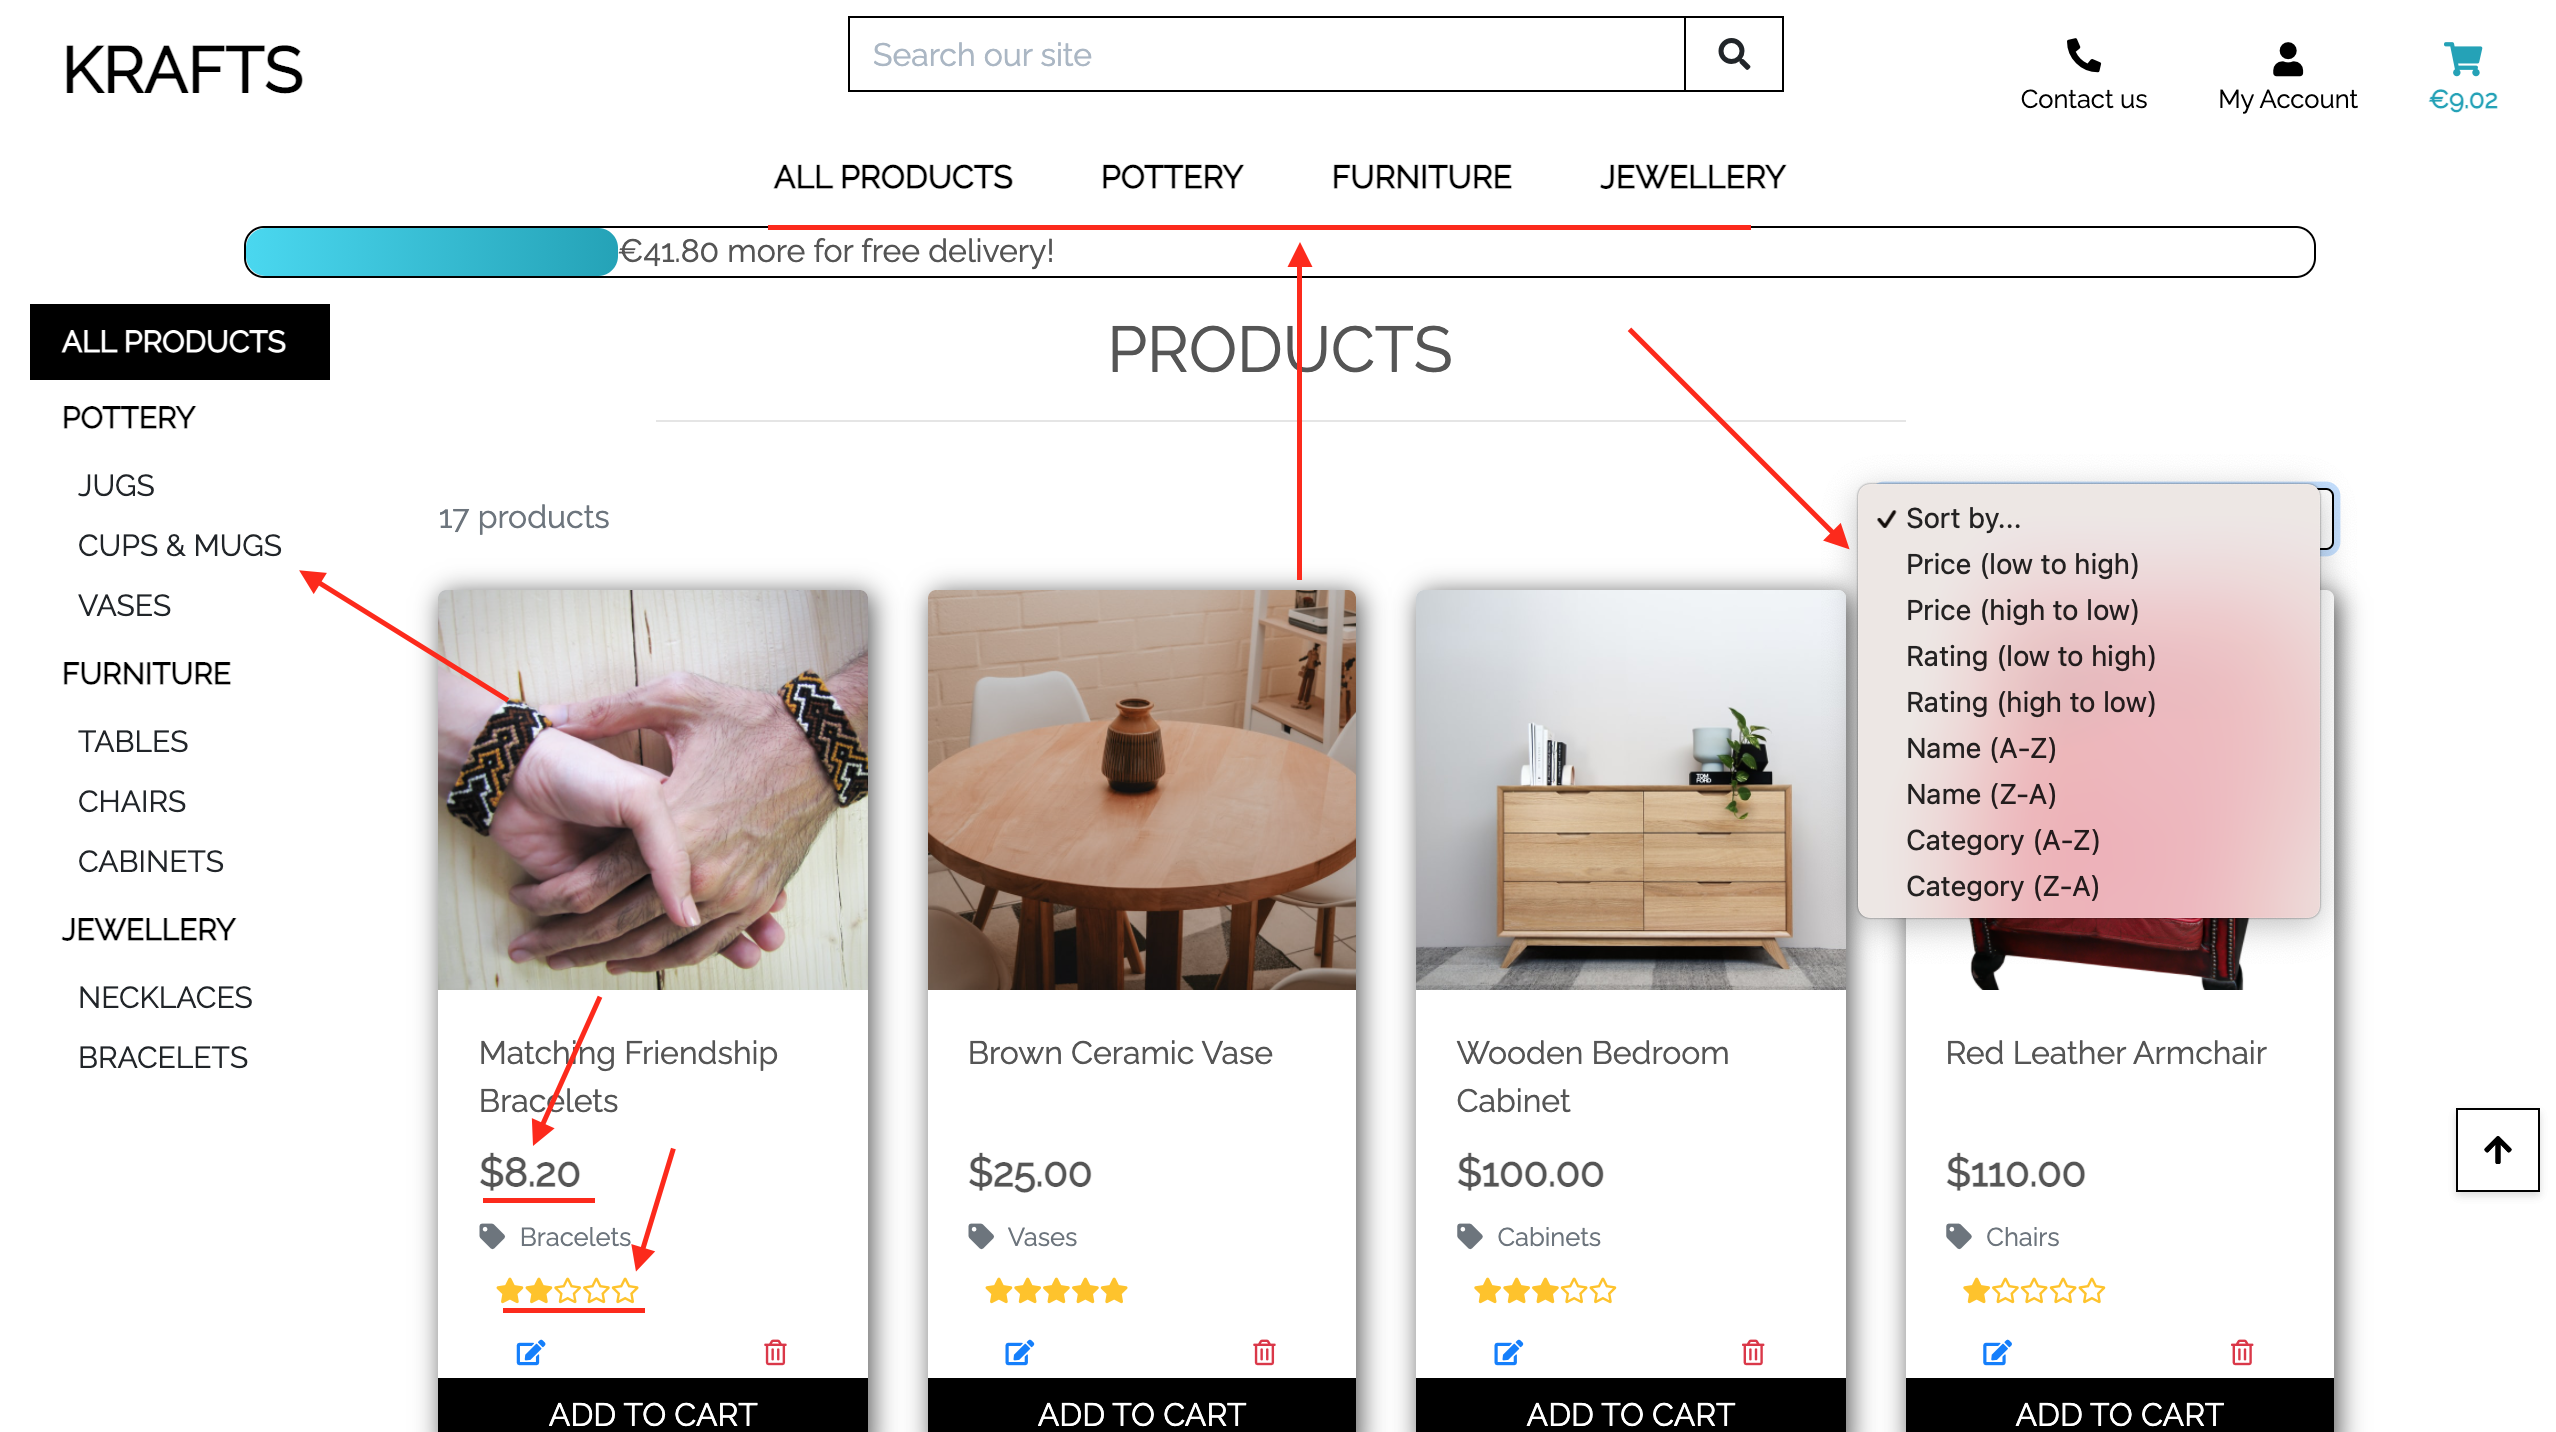 KRAFTS
Search our site
Contact us
My Account
€9.02
ALL PRODUCTS
POTTERY
FURNITURE
JEWELLERY
€41.80 more for free delivery!
ALL PRODUCTS
POTTERY
JUGS
CUPS & MUGS
VASES
FURNITURE
TABLES
CHAIRS
CABINETS
JEWELLERY
NECKLACES
BRACELETS
PRODUCTS
17 products
✓ Sort by...
Price (low to high)
Price (high to low)
Rating (low to high)
Rating (high to low)
Name (A-Z)
Name (Z-A)
Category (A-Z)
Category (Z-A)
TOM
FORD
Matching Friendship
Bracelets
$8.20
Bracelets
ADD TO CART
Brown Ceramic Vase
$25.00
Vases
ADD TO CART
Wooden Bedroom
Cabinet
$100.00
Cabinets
ADD TO CART
Red Leather Armchair
$110.00
Chairs
ADD TO CART